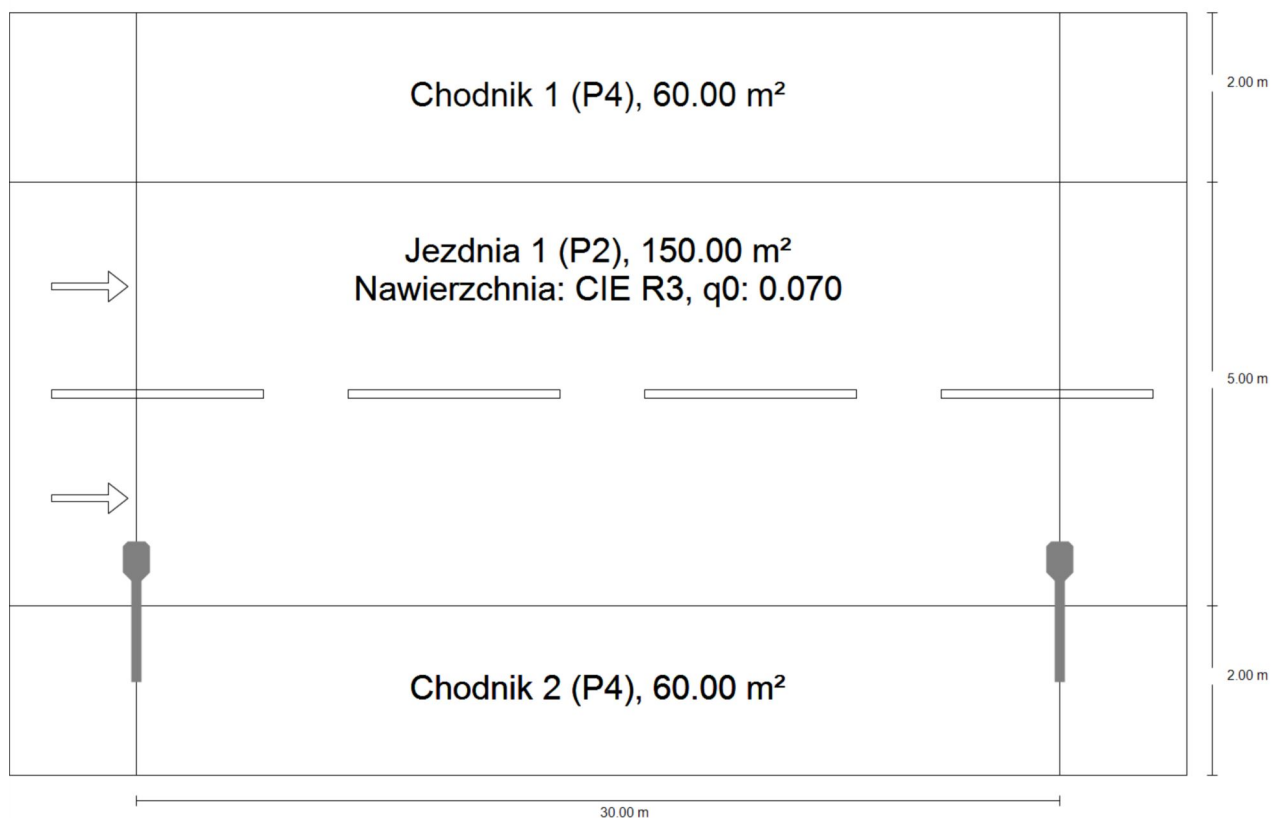 Chodnik 1 (P4), 60.00 m²
2.00 m
Jezdnia 1 (P2), 150.00 m²
Nawierzchnia: CIE R3, q0: 0.070
5.00 m
Chodnik 2 (P4), 60.00 m²
2.00 m
30.00 m